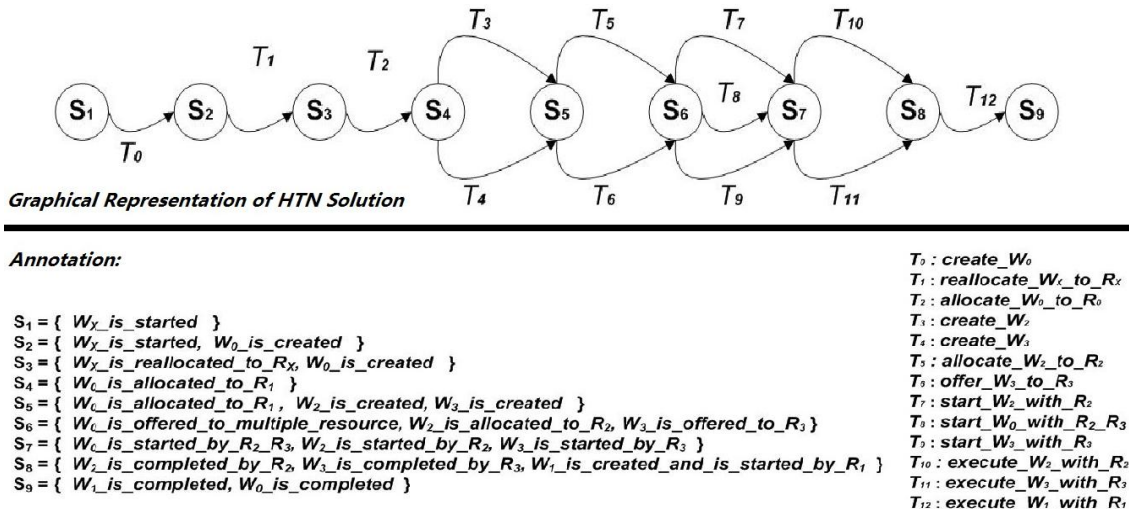 T3 T5 T7 T10
T1 T2 T8 T12
S1 S2 S3 S4 S5 S6 S7 S8 S9
T0
T4 T6 T9 T11
Graphical Representation of HTN Solution
Annotation:
S1 = { WX_is_started }
S2 = { WX_is_started, W0_is_created }
S3 = { WX_is_reallocated_to_RX, W0_is_created }
S4 = { W0_is_allocated_to_R1 }
S5 = { W0_is_allocated_to_R1 , W2_is_created, W3_is_created }
S6 = { W0_is_offered_to_multiple_resource, W2_is_allocated_to_R2, W3_is_offered_to_R3 }
S7 = { W0_is_started_by_R2_R3, W2_is_started_by_R2, W3_is_started_by_R3 }
S8 = { W2_is_completed_by_R2, W3_is_completed_by_R3, W1_is_created_and_is_started_by_R1 }
S9 = { W1_is_completed, W0_is_completed }
T0 : create_W0
T1 : reallocate_WX_to_RX
T2 : allocate_W0_to_R0
T3 : create_W2
T4 : create_W3
T5 : allocate_W2_to_R2
T6 : offer_W3_to_R3
T7 : start_W2_with_R2
T8 : start_W0_with_R2_R3
T9 : start_W3_with_R3
T10 : execute_W2_with_R2
T11 : execute_W3_with_R3
T12 : execute_W1_with_R1